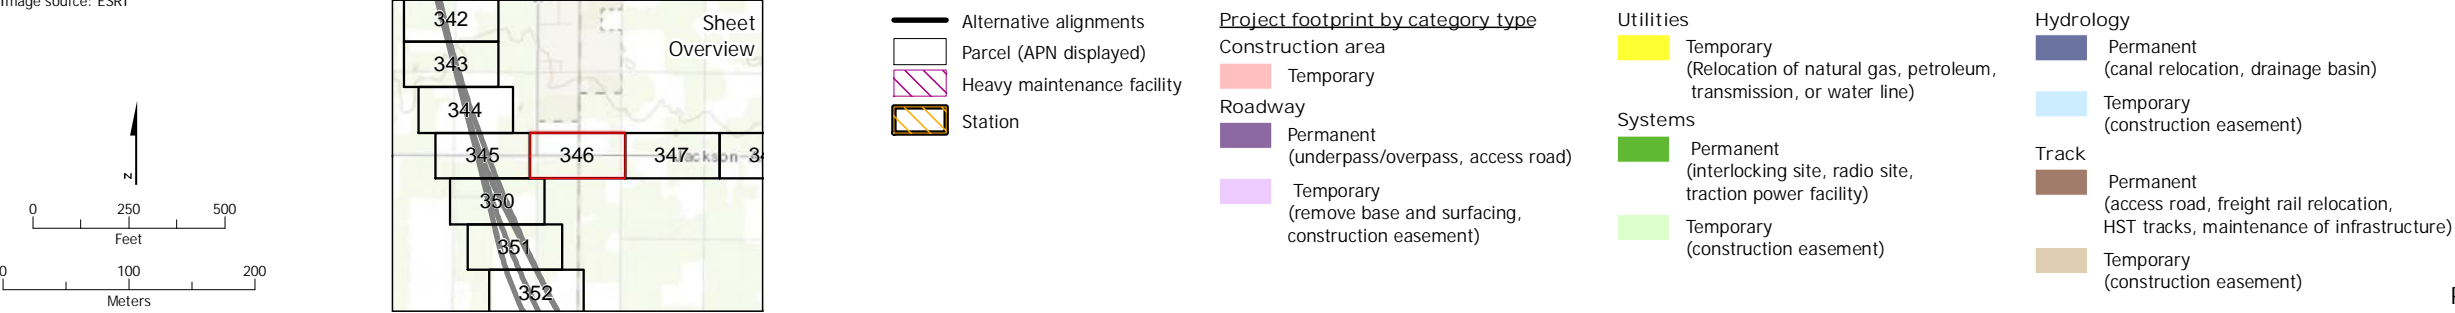 Image source: ESRI
N
0 250 500
Feet
0 100 200
Meters
Sheet
Overview
342
343
344
345
346
347
Jackson
350
351
352
Alternative alignments
Parcel (APN displayed)
Heavy maintenance facility
Station
Project footprint by category type
Construction area
Temporary
Roadway
Permanent
(underpass/overpass, access road)
Temporary
(remove base and surfacing,
construction easement)
Utilities
Temporary
(Relocation of natural gas, petroleum,
transmission, or water line)
Systems
Permanent
(interlocking site, radio site,
traction power facility)
Temporary
(construction easement)
Hydrology
Permanent
(canal relocation, drainage basin)
Temporary
(construction easement)
Track
Permanent
(access road, freight rail relocation,
HST tracks, maintenance of infrastructure)
Temporary
(construction easement)